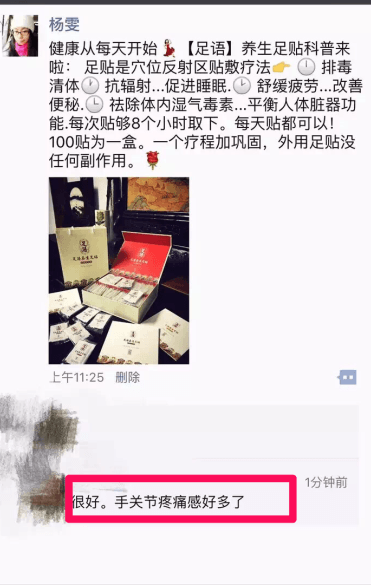 杨雯
健康从每天开始💃【足语】养生足贴科普来
啦： 足贴是穴位反射区贴敷疗法👉 🕛 排毒
清体🕐 抗辐射...促进睡眠.🕑 舒缓疲劳...改善
便秘.🕒 祛除体内湿气毒素...平衡人体脏器功
能.每次贴够8个小时取下。每天贴都可以！
100贴为一盒。一个疗程加巩固，外用足贴没
任何副作用。🌹
上午11:25 删除
1分钟前
很好。手关节疼痛感好多了